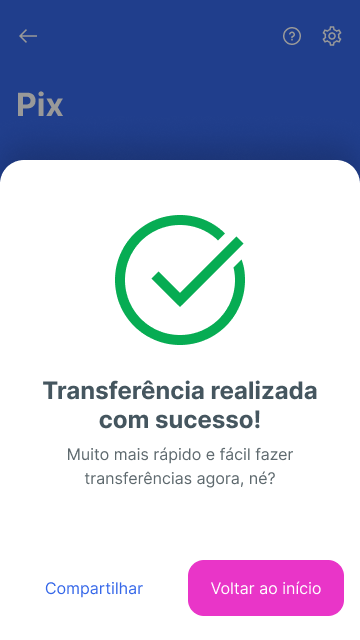 Pix
Transferência realizada
com sucesso!
Muito mais rápido e fácil fazer
transferências agora, né?
Compartilhar
Voltar ao início